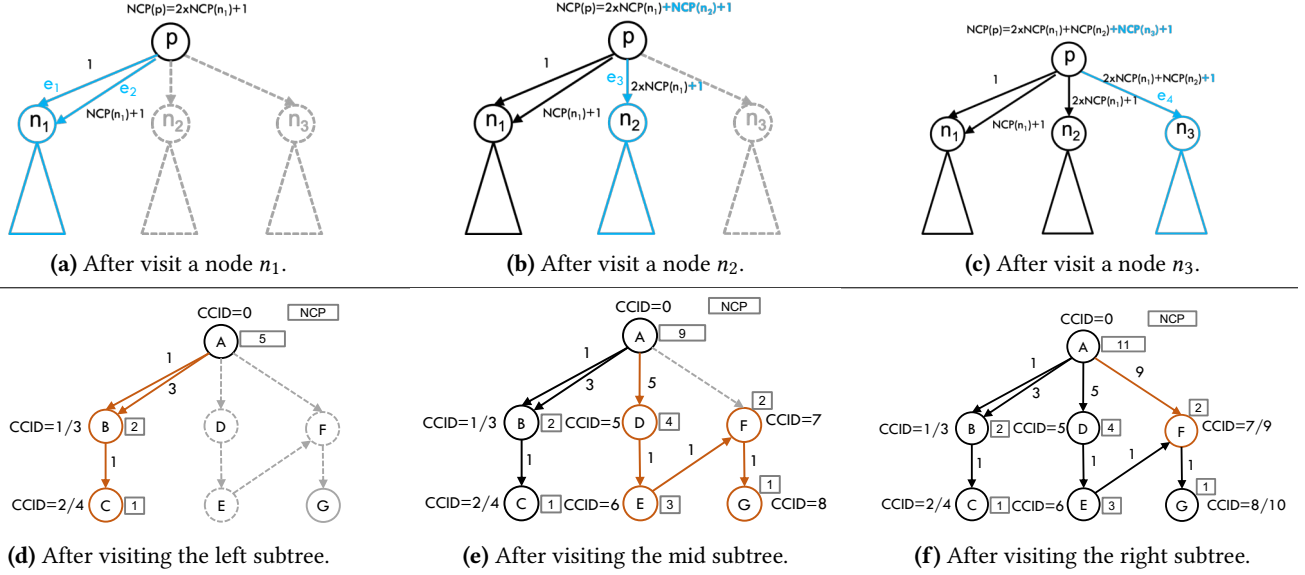 NCP(p)=2xNCP(n₁)+1
p
1
e₁
e₂
n₁
NCP(n₁)+1
n₂
n₃
(a) After visit a node n₁.
NCP(p)=2xNCP(n₁)+NCP(n₂)+1
p
1
e₃
2xNCP(n₁)+1
n₁
NCP(n₁)+1
n₂
n₃
(b) After visit a node n₂.
NCP(p)=2xNCP(n₁)+NCP(n₂)+NCP(n₃)+1
p
1
2xNCP(n₁)+NCP(n₂)+1
2xNCP(n₁)+1
e₄
NCP(n₁)+1
n₁
n₂
n₃
(c) After visit a node n₃.
CCID=0
NCP
A
5
1
3
CCID=1/3
B
2
D
F
1
CCID=2/4
C
1
E
G
(d) After visiting the left subtree.
CCID=0
NCP
A
9
1
3
5
2
CCID=1/3
B
2
CCID=5
D
4
F
CCID=7
1
1
1
1
1
CCID=2/4
C
1
CCID=6
E
3
G
CCID=8
(e) After visiting the mid subtree.
CCID=0
NCP
A
11
1
3
5
9
2
CCID=1/3
B
2
CCID=5
D
4
F
CCID=7/9
1
1
1
1
1
CCID=2/4
C
1
CCID=6
E
3
G
CCID=8/10
(f) After visiting the right subtree.